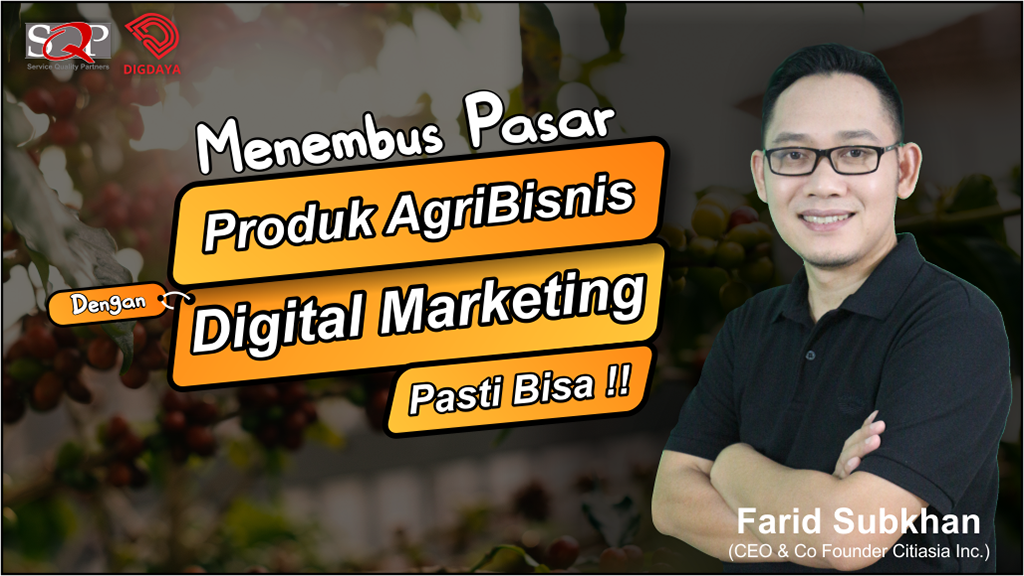 SQP
Service Quality Partners
DIGDAYA
Menembus Pasar
Produk AgriBisnis
Dengan
Digital Marketing
Pasti Bisa !!
Farid Subkhan
(CEO & Co Founder Citiasia Inc.)